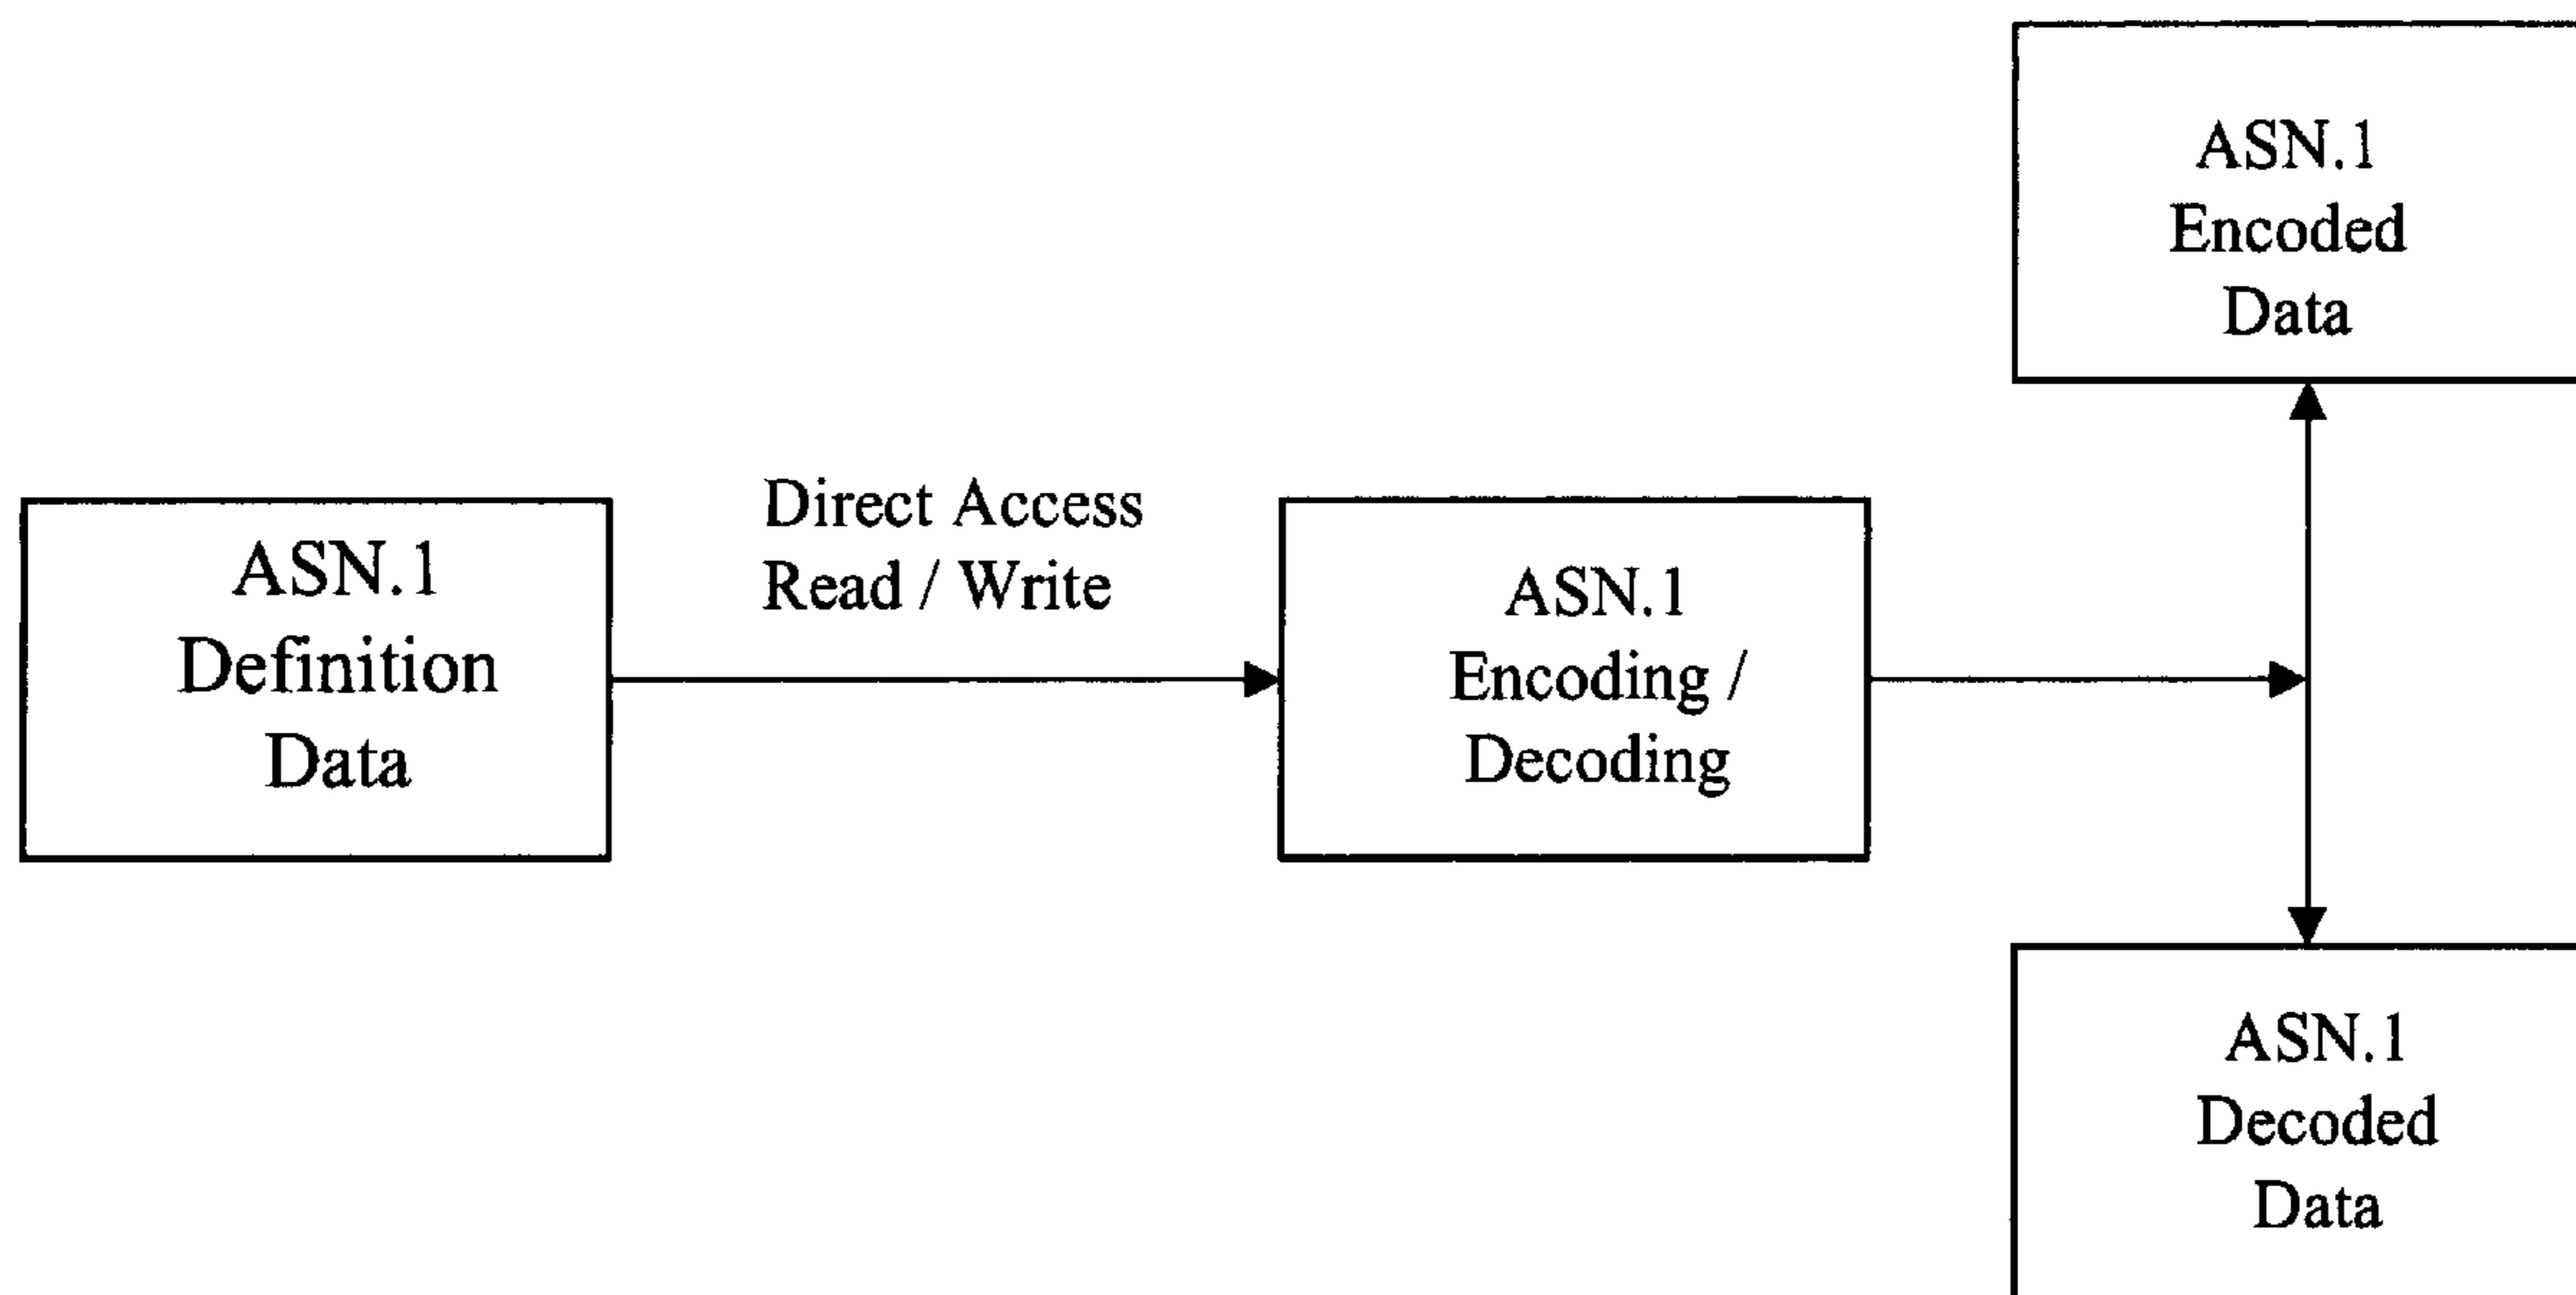 ASN.1
Encoded
Data
Direct Access
Read / Write
ASN.1
Definition
Data
ASN.1
Encoding /
Decoding
ASN.1
Decoded
Data